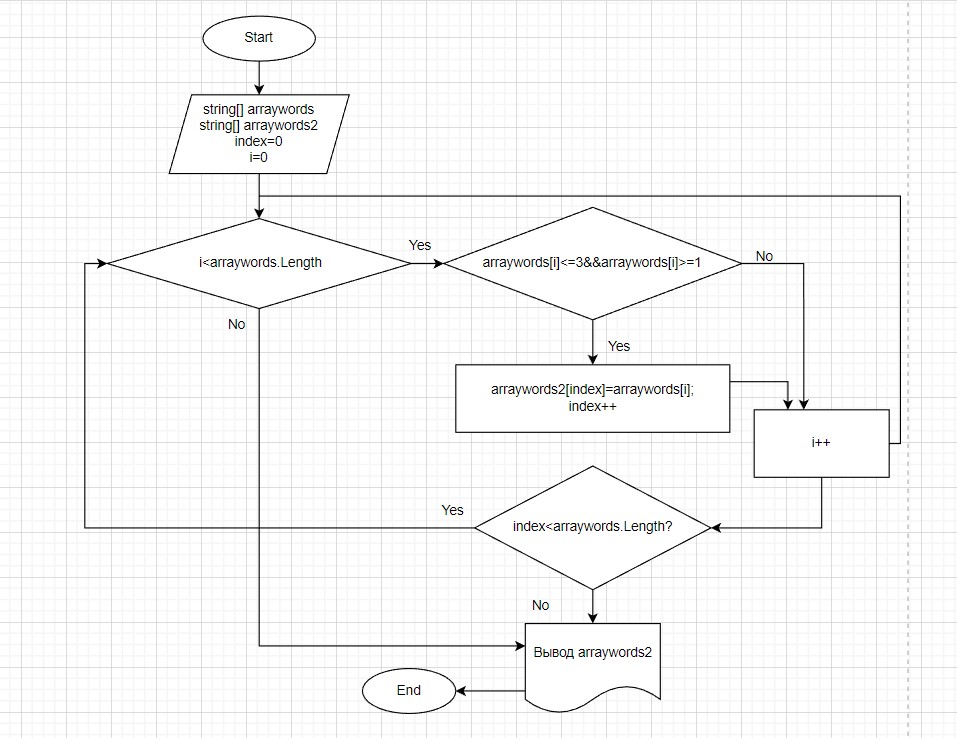 Start
string[] arraywords
string[] arraywords2
index=0
i=0
i<arraywords.Length
Yes
arraywords[i]<=3&&arraywords[i]>=1
No
No
Yes
arraywords2[index]=arraywords[i];
index++
i++
Yes
index<arraywords.Length?
No
Вывод arraywords2
End